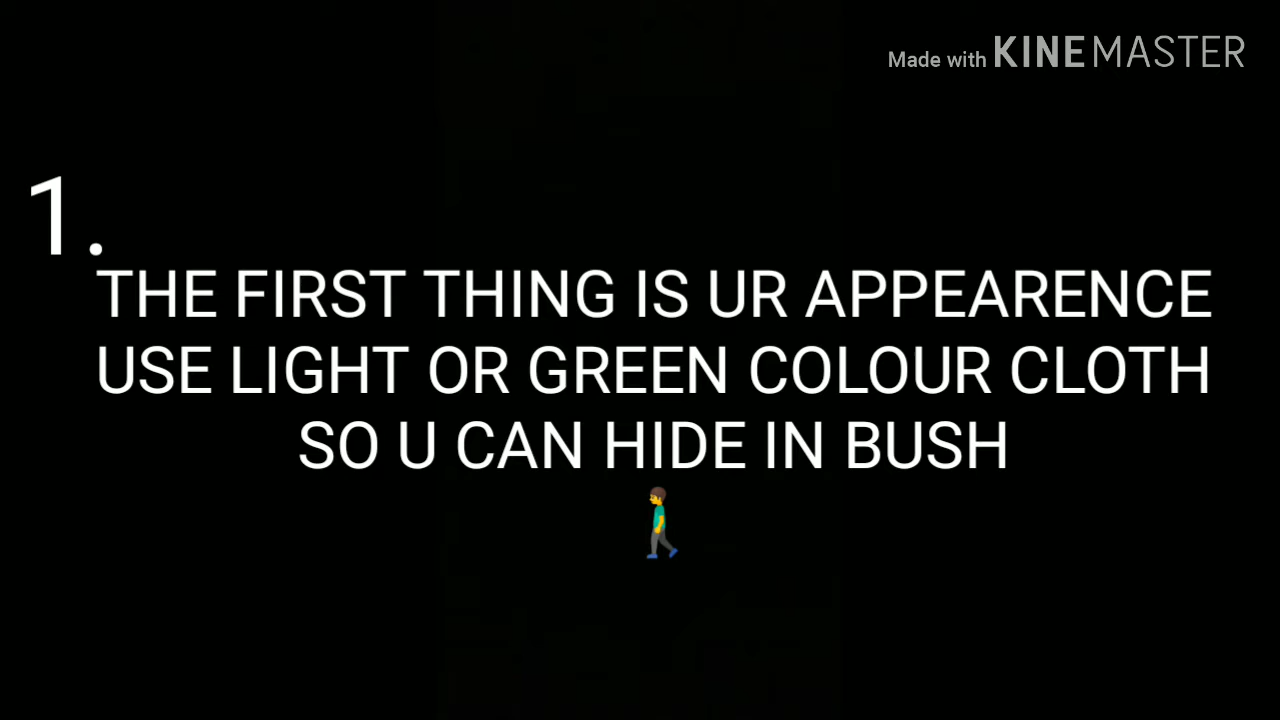 Made with KINEMASTER
1.
THE FIRST THING IS UR APPEARENCE
USE LIGHT OR GREEN COLOUR CLOTH
SO U CAN HIDE IN BUSH
🚶‍♂️